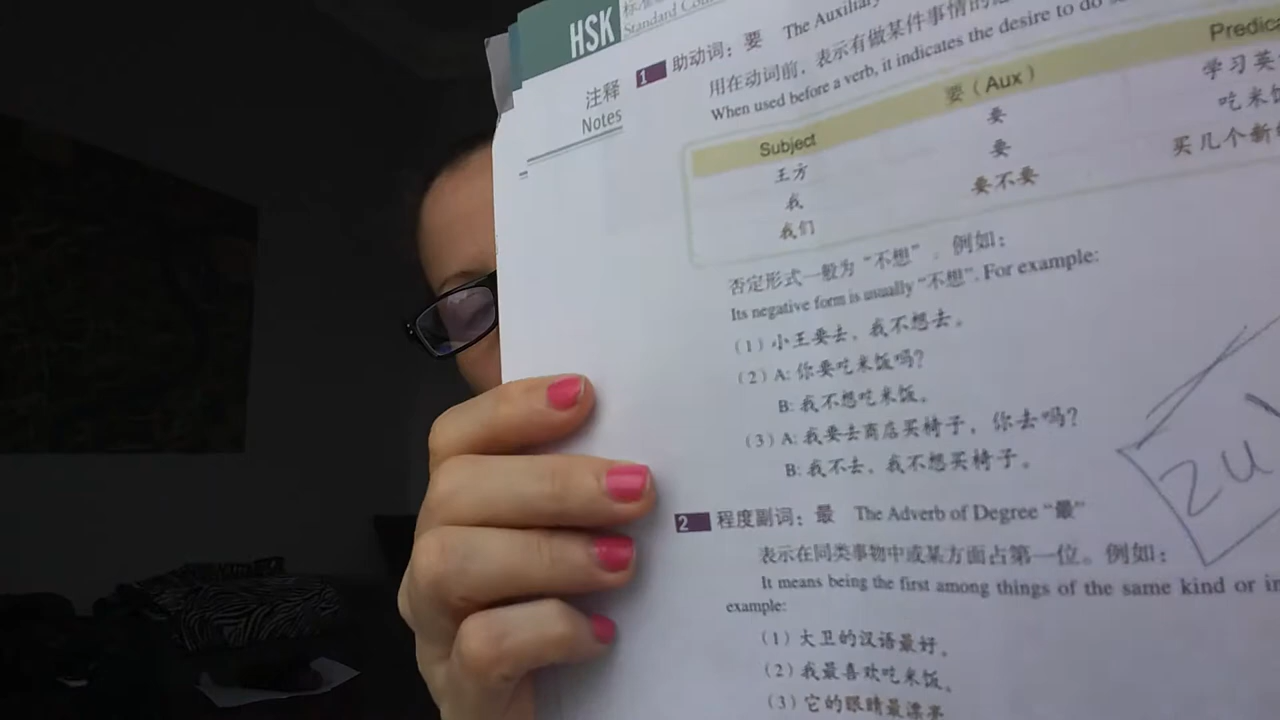 HSK
Standard Cou
注释
Notes
1 助动词：要 The Auxiliary
用在动词前，表示有做某件事情的
When used before a verb, it indicates the desire to do
Subject 要（Aux） Predic
王方 要 学习英
我 要 吃米饭
我们 要不要 买几个新
否定形式一般为“不想”。例如：
Its negative form is usually “不想”. For example:
（1）小王要去，我不想去。
（2）A: 你要吃米饭吗？
B: 我不想吃米饭。
（3）A: 我要去商店买椅子，你去吗？
B: 我不去，我不想买椅子。
2 程度副词：最 The Adverb of Degree “最”
表示在同类事物中或某方面占第一位。例如：
It means being the first among things of the same kind or in
example:
（1）大卫的汉语最好。
（2）我最喜欢吃米饭。
（3）它的眼睛最漂亮
zu